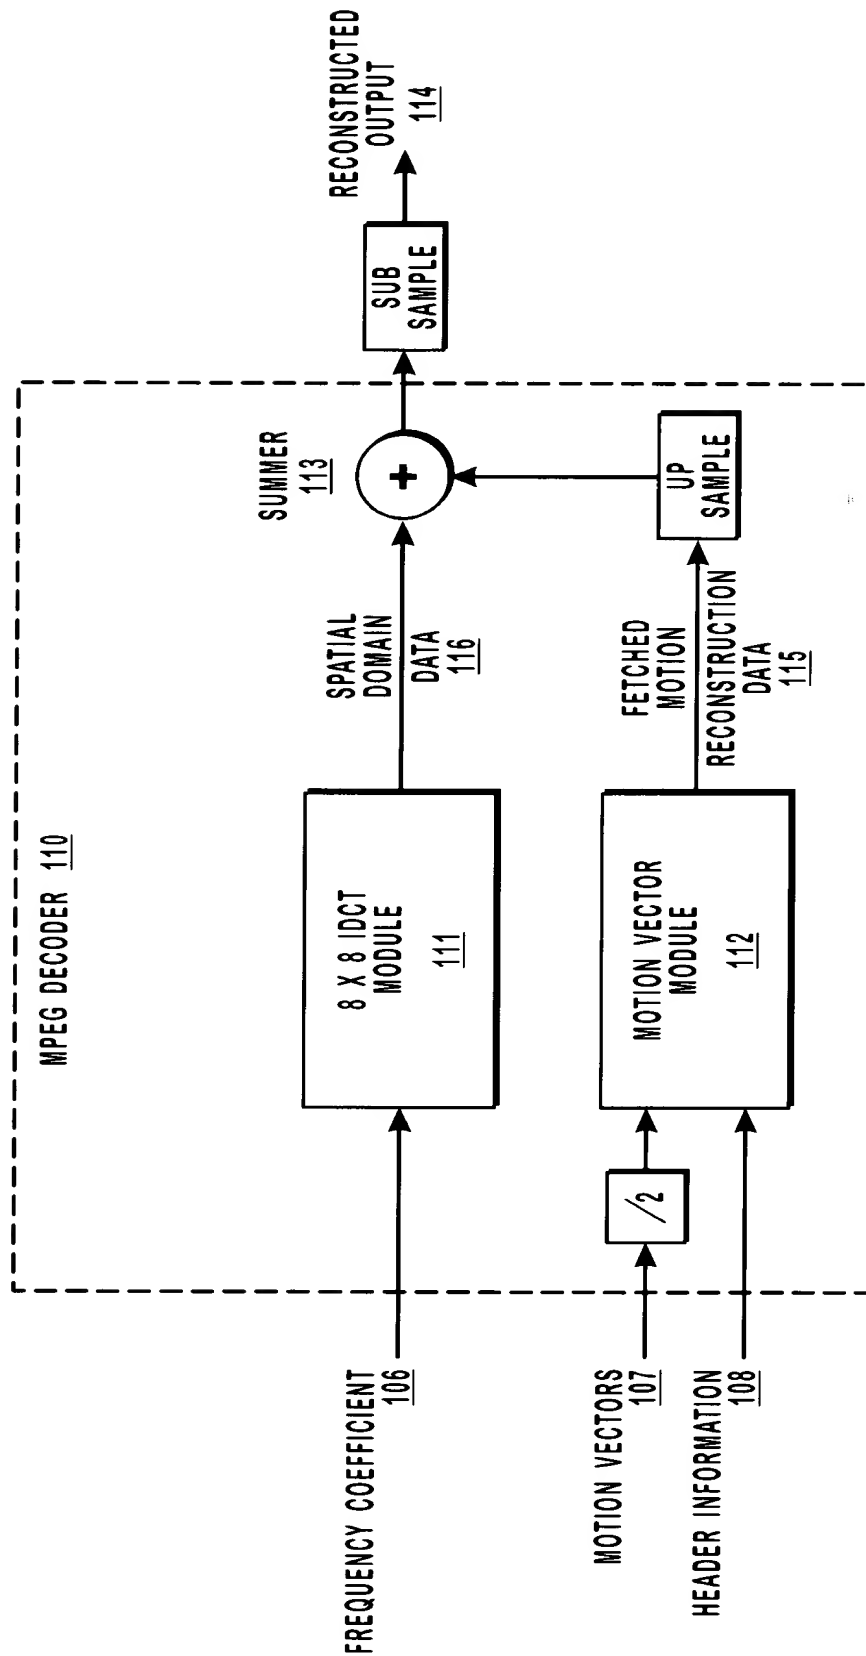 MPEG DECODER 110
FREQUENCY COEFFICIENT
106
8 X 8 IDCT
MODULE
111
SPATIAL
DOMAIN
DATA
116
SUMMER
113
+
SUB
SAMPLE
RECONSTRUCTED
OUTPUT
114
MOTION VECTORS
107
/2
HEADER INFORMATION
108
MOTION VECTOR
MODULE
112
FETCHED
MOTION
RECONSTRUCTION
DATA
115
UP
SAMPLE